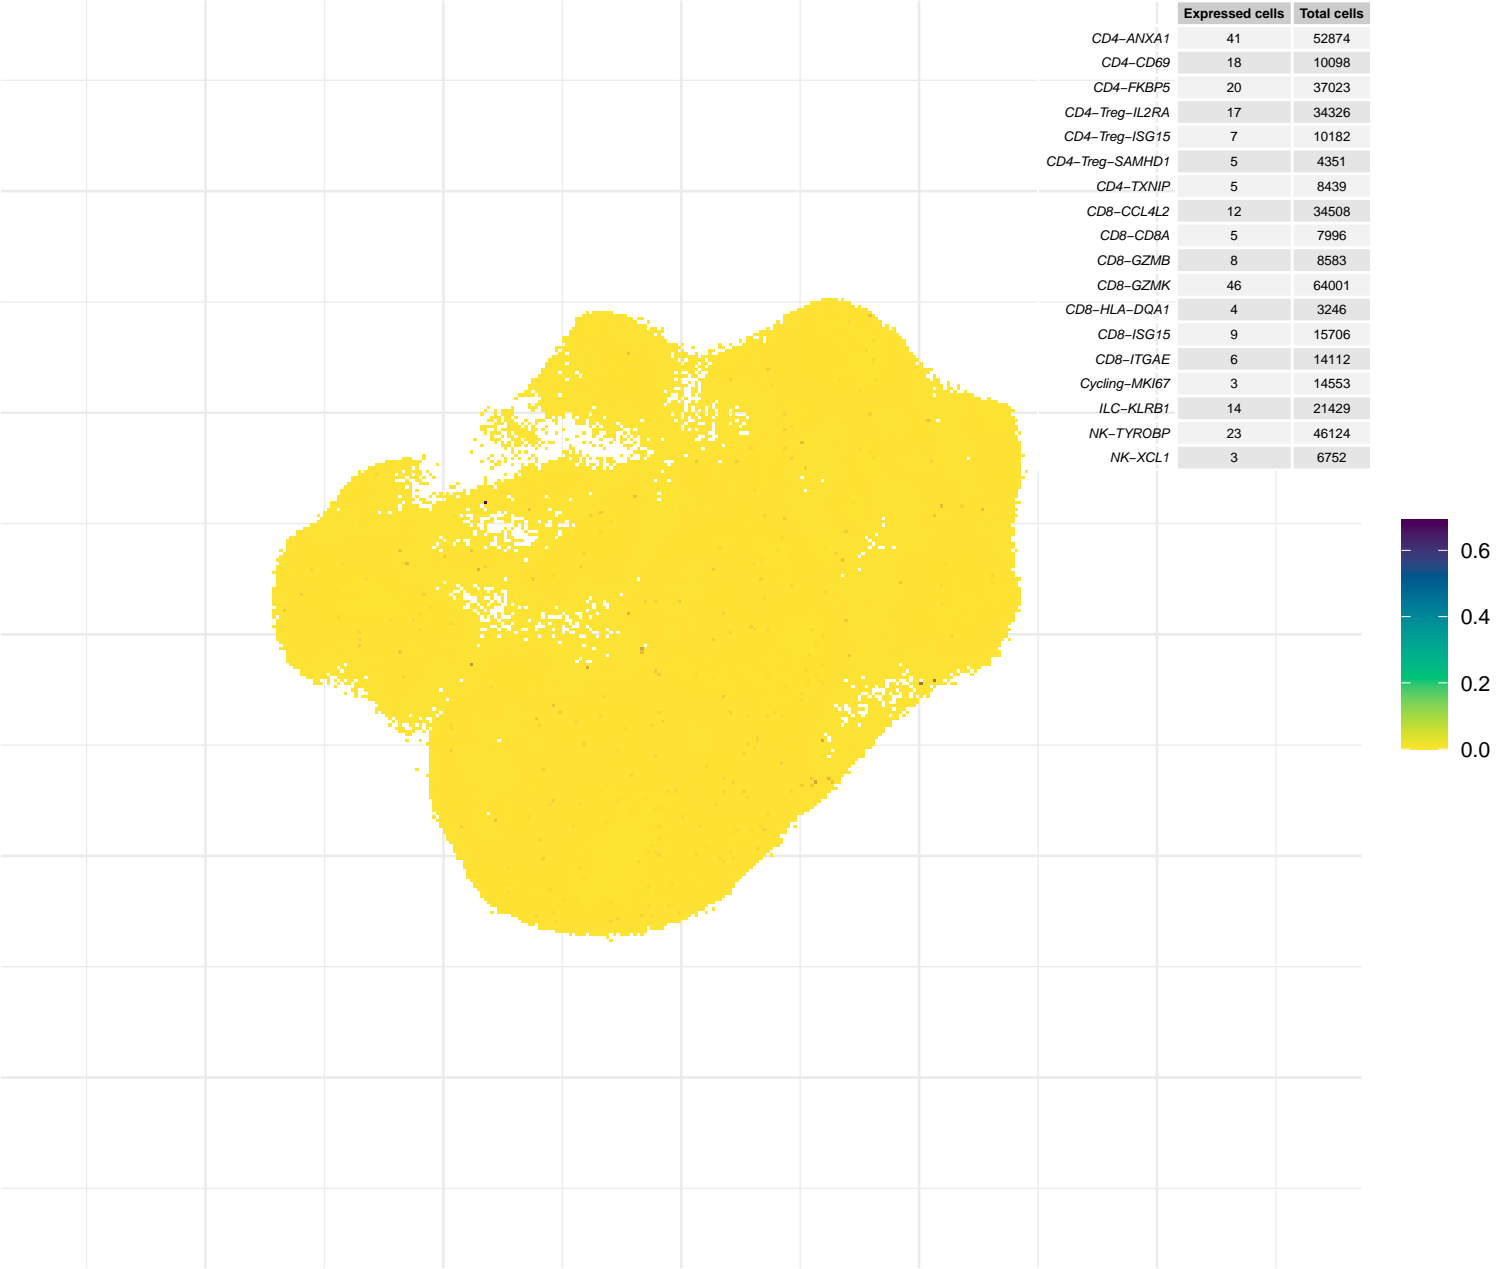 Expressed cells Total cells
CD4−ANXA1 41 52874
CD4−CD69 18 10098
CD4−FKBP5 20 37023
CD4−Treg−IL2RA 17 34326
CD4−Treg−ISG15 7 10182
CD4−Treg−SAMHD1 5 4351
CD4−TXNIP 5 8439
CD8−CCL4L2 12 34508
CD8−CD8A 5 7996
CD8−GZMB 8 8583
CD8−GZMK 46 64001
CD8−HLA−DQA1 4 3246
CD8−ISG15 9 15706
CD8−ITGAE 6 14112
Cycling−MKI67 3 14553
ILC−KLRB1 14 21429
NK−TYROBP 23 46124
NK−XCL1 3 6752
0.6
0.4
0.2
0.0